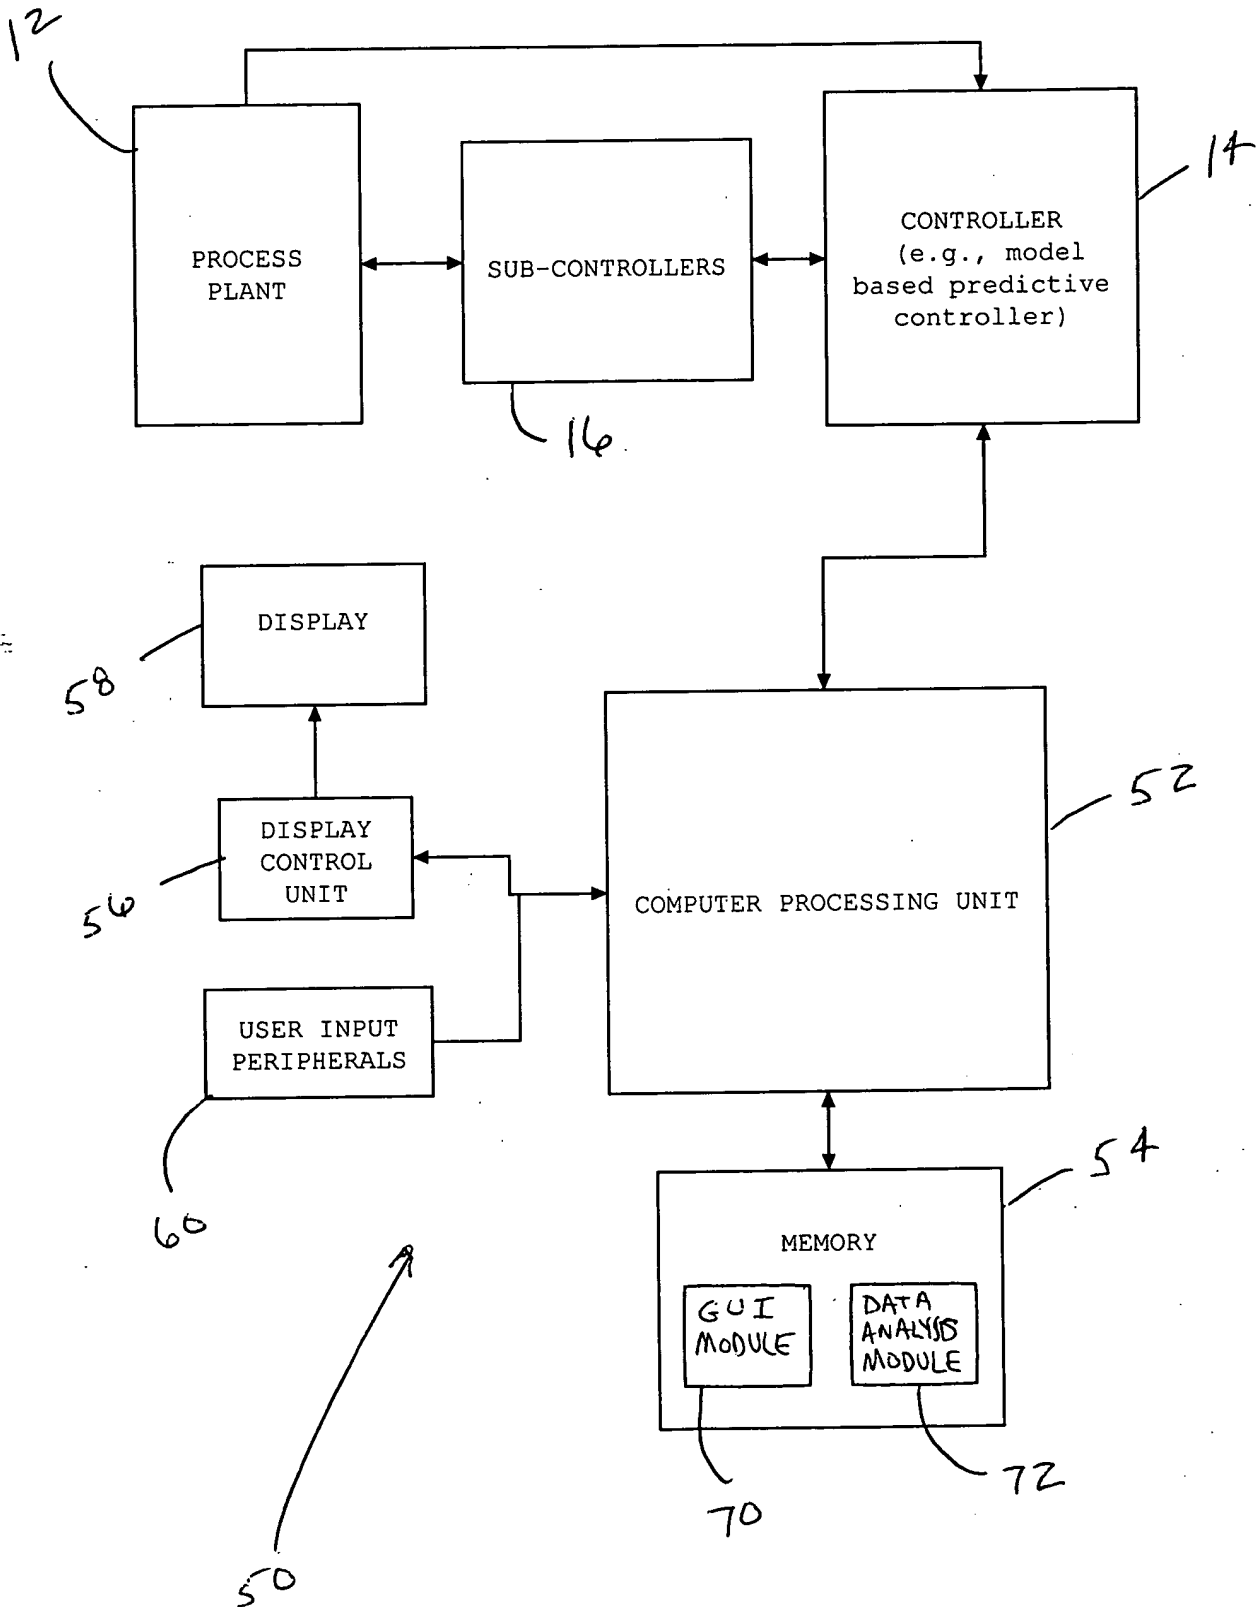 12
14
PROCESS
PLANT
SUB-CONTROLLERS
CONTROLLER
(e.g., model
based predictive
controller)
16
DISPLAY
58
52
DISPLAY
CONTROL
UNIT
56
COMPUTER PROCESSING UNIT
USER INPUT
PERIPHERALS
60
54
MEMORY
GUI
MODULE
DATA
ANALYSIS
MODULE
70
72
50